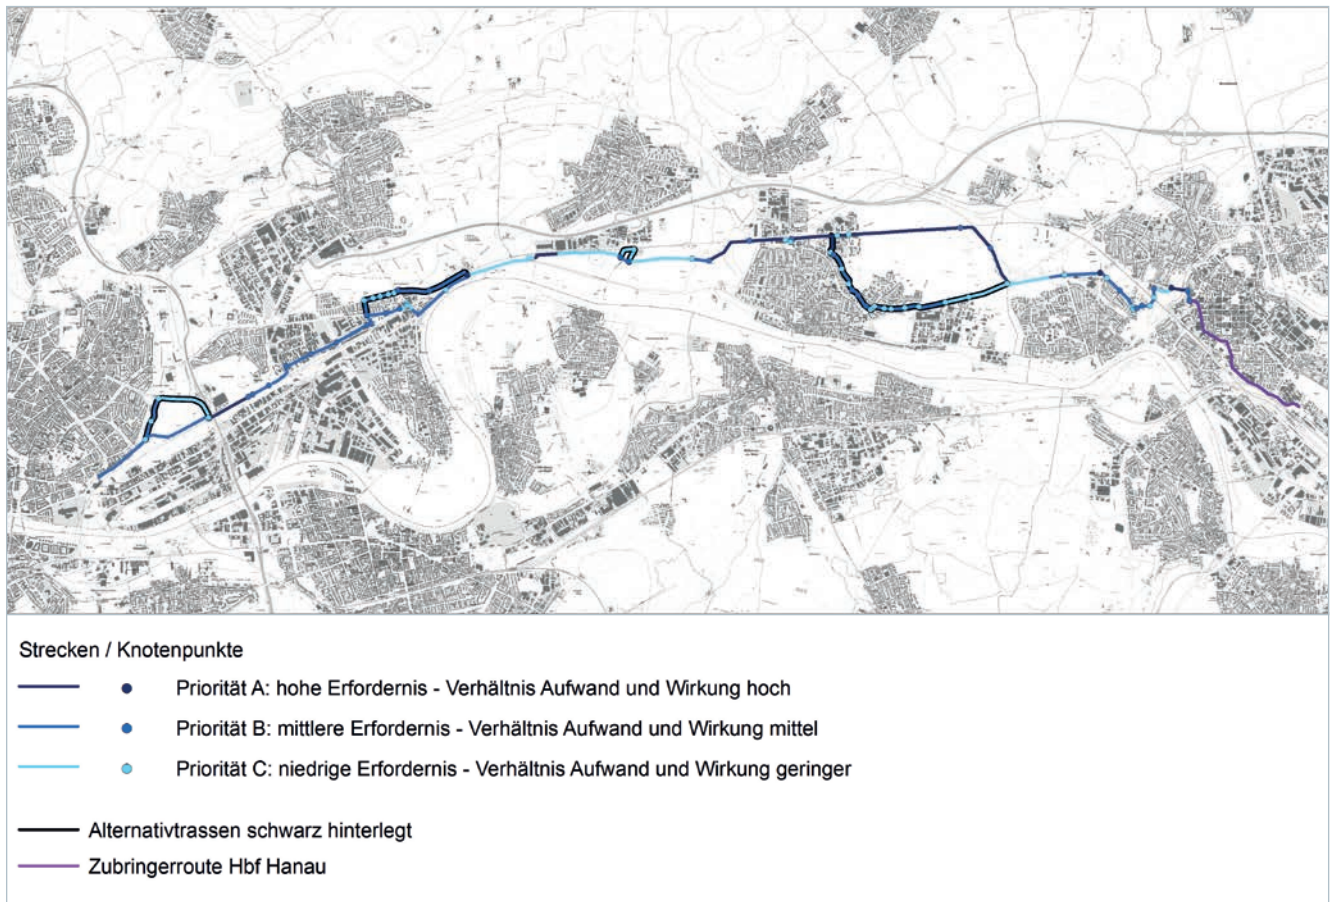 Strecken / Knotenpunkte
Priorität A: hohe Erfordernis - Verhältnis Aufwand und Wirkung hoch
Priorität B: mittlere Erfordernis - Verhältnis Aufwand und Wirkung mittel
Priorität C: niedrige Erfordernis - Verhältnis Aufwand und Wirkung geringer
Alternativtrassen schwarz hinterlegt
Zubringerroute Hbf Hanau